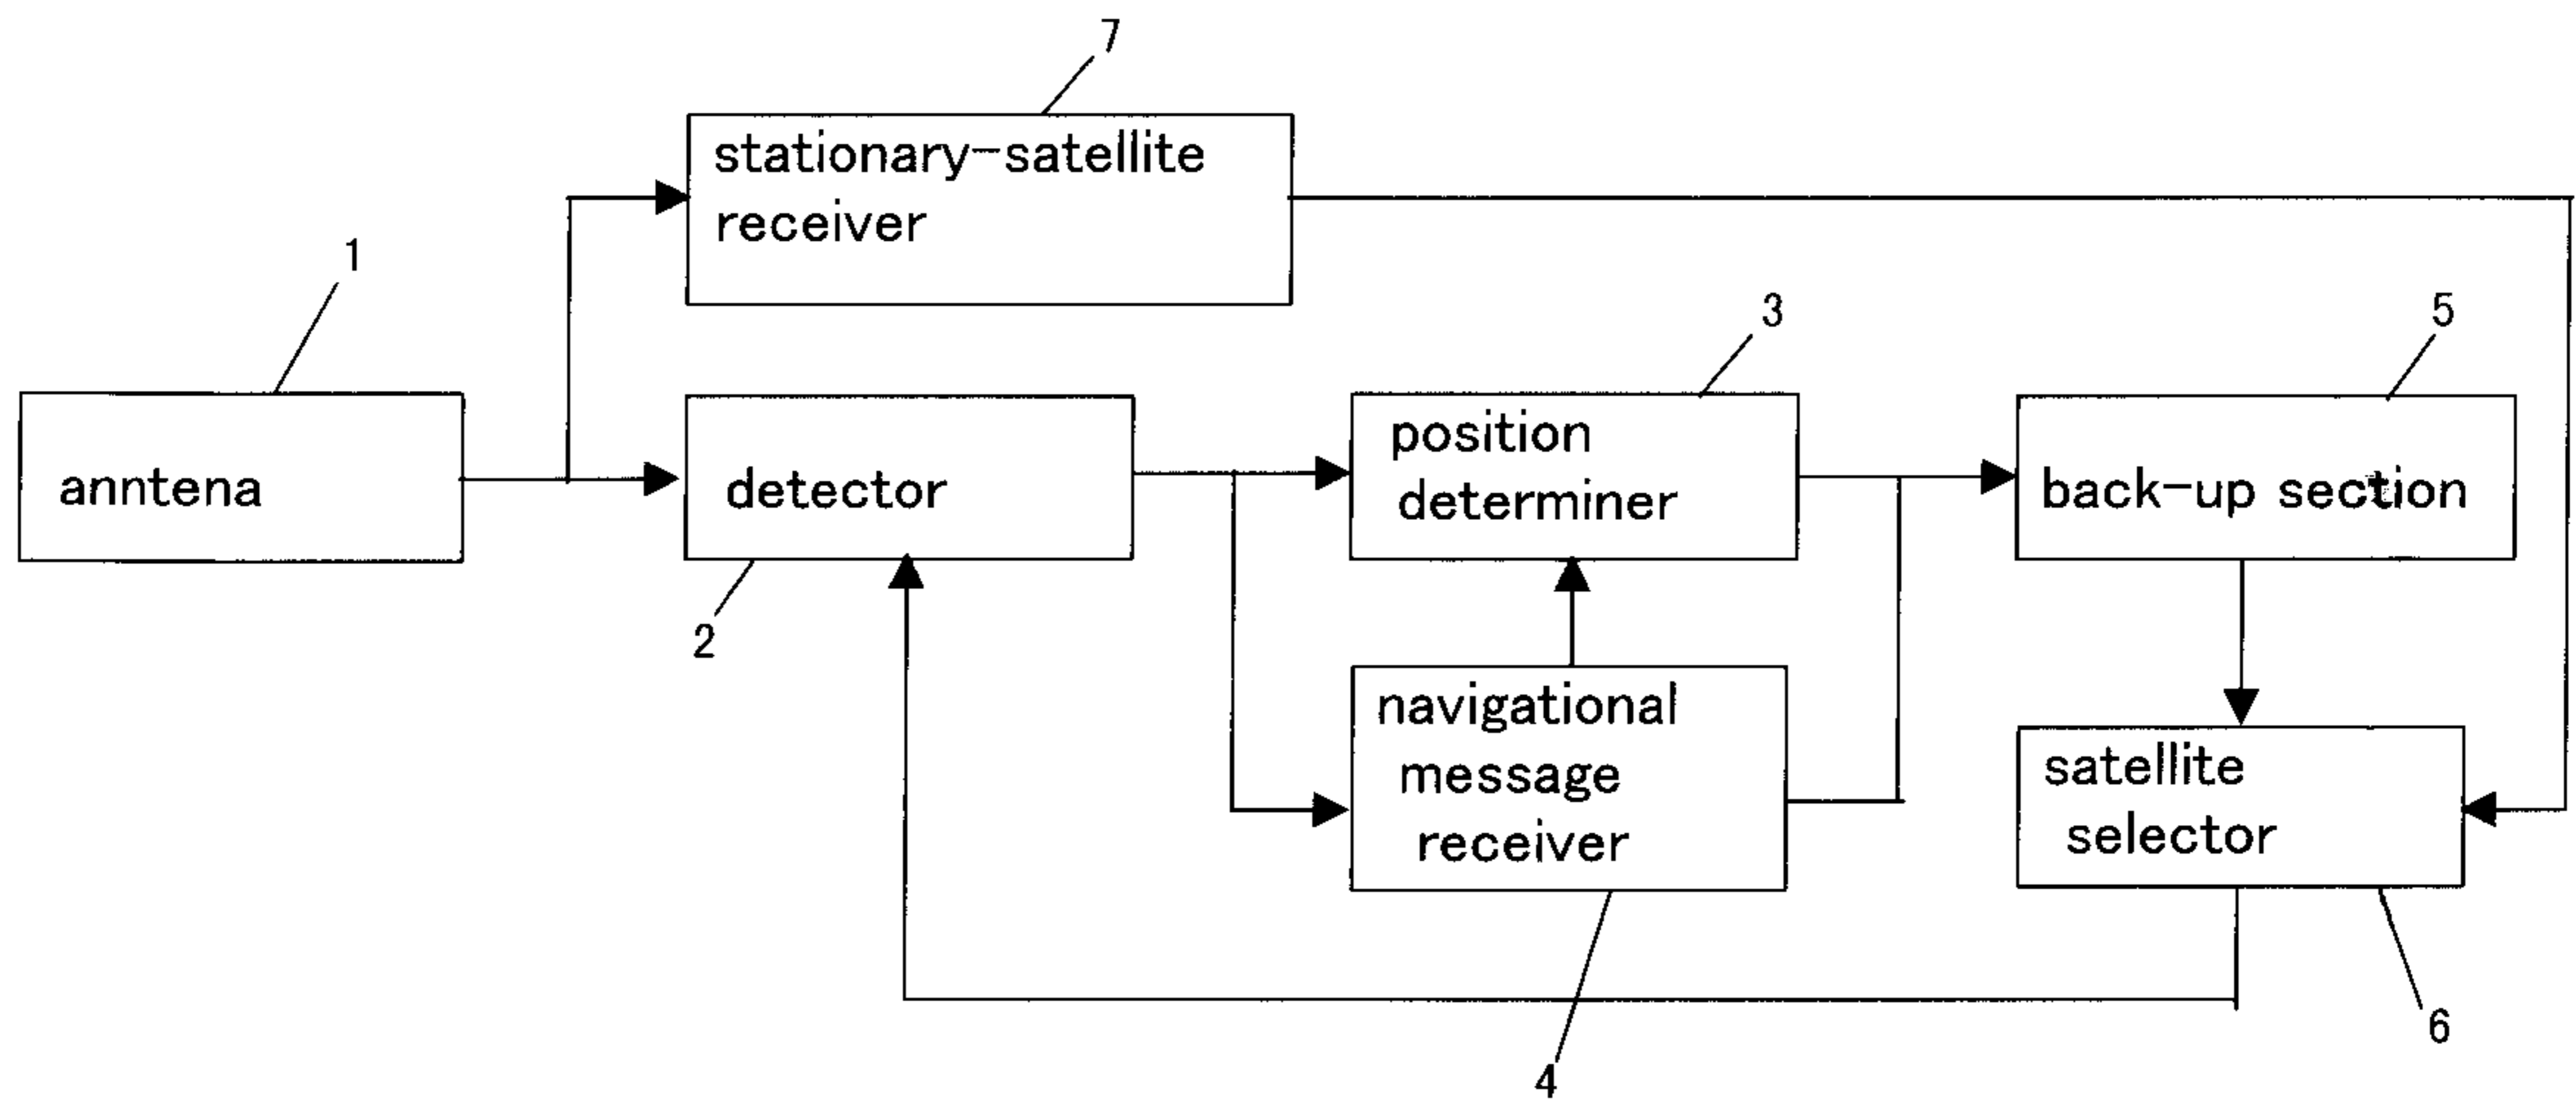 7
stationary-satellite
receiver
1
3
5
anntena
detector
position
determiner
back-up section
2
navigational
message
receiver
satellite
selector
4
6